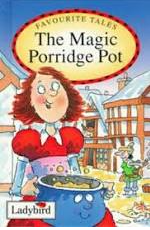 FAVOURITE TALES
The Magic
Porridge Pot
Ladybird